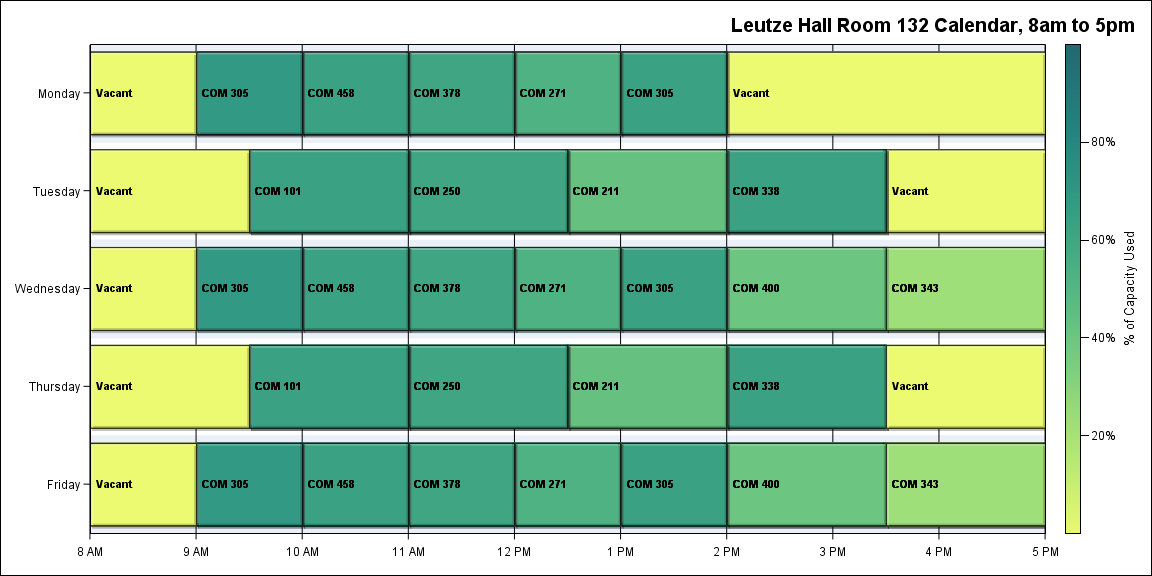 Leutze Hall Room 132 Calendar, 8am to 5pm
Monday
Vacant
COM 305
COM 458
COM 378
COM 271
COM 305
Vacant
Tuesday
Vacant
COM 101
COM 250
COM 211
COM 338
Vacant
Wednesday
Vacant
COM 305
COM 458
COM 378
COM 271
COM 305
COM 400
COM 343
Thursday
Vacant
COM 101
COM 250
COM 211
COM 338
Vacant
Friday
Vacant
COM 305
COM 458
COM 378
COM 271
COM 305
COM 400
COM 343
8 AM
9 AM
10 AM
11 AM
12 PM
1 PM
2 PM
3 PM
4 PM
5 PM
80%
60%
40%
20%
% of Capacity Used